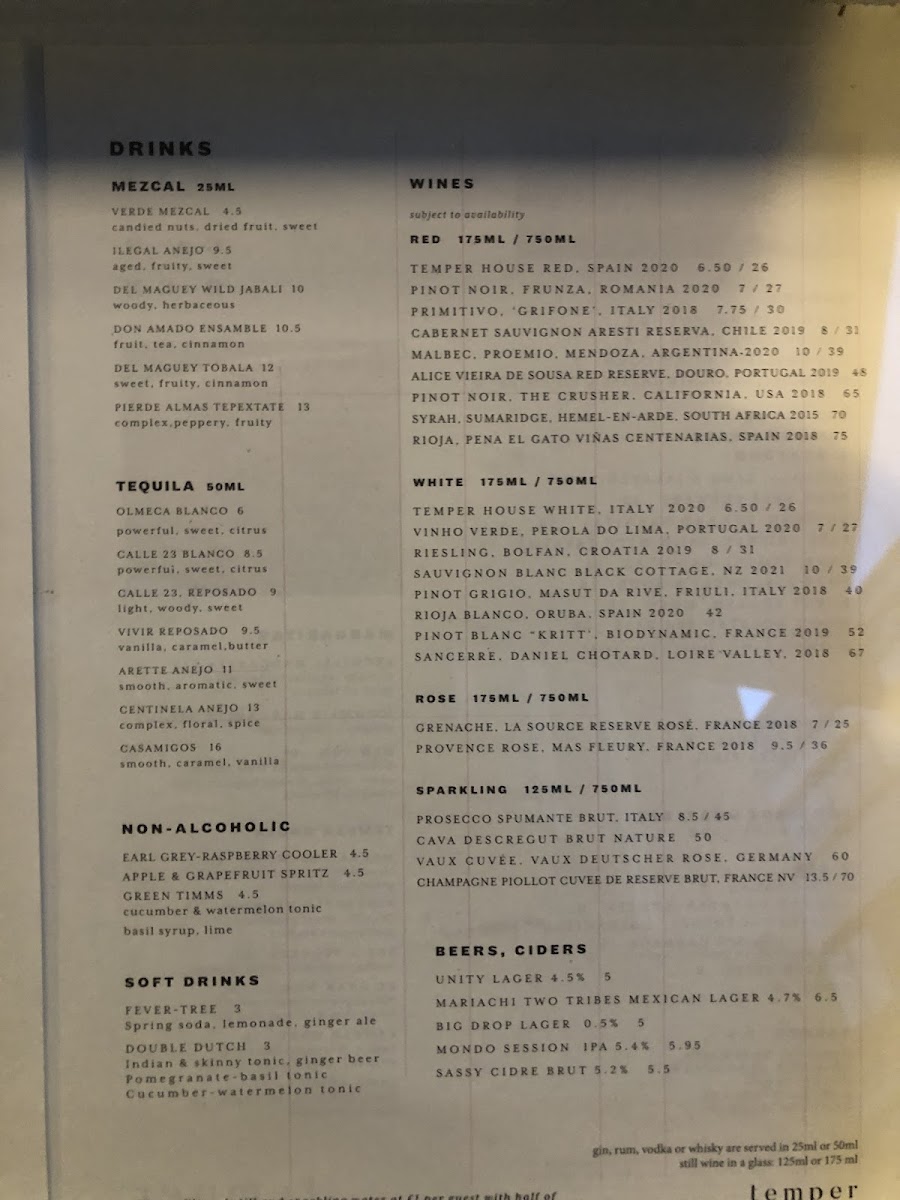 DRINKS
MEZCAL 25ML
VERDE MEZCAL 4.5
candied nuts, dried fruit, sweet
ILEGAL ANEJO 9.5
aged, fruity, sweet
DEL MAGUEY WILD JABALI 10
woody, herbaceous
DON AMADO ENSAMBLE 10.5
fruit, tea, cinnamon
DEL MAGUEY TOBALA 12
sweet, fruity, cinnamon
PIERDE ALMAS TEPEXTATE 13
complex,peppery, fruity
TEQUILA 50ML
OLMECA BLANCO 6
powerful, sweet, citrus
CALLE 23 BLANCO 8.5
powerful, sweet, citrus
CALLE 23, REPOSADO 9
light, woody, sweet
VIVIR REPOSADO 9.5
vanilla, caramel,butter
ARETTE ANEJO 11
smooth, aromatic, sweet
CENTINELA ANEJO 13
complex, floral, spice
CASAMIGOS 16
smooth, caramel, vanilla
NON-ALCOHOLIC
EARL GREY-RASPBERRY COOLER 4.5
APPLE & GRAPEFRUIT SPRITZ 4.5
GREEN TIMMS 4.5
cucumber & watermelon tonic
basil syrup, lime
SOFT DRINKS
FEVER-TREE 3
Spring soda, lemonade, ginger ale
DOUBLE DUTCH 3
Indian & skinny tonic, ginger beer
Pomegranate-basil tonic
Cucumber-watermelon tonic
WINES
subject to availability
RED 175ML / 750ML
TEMPER HOUSE RED, SPAIN 2020 6.50 / 26
PINOT NOIR, FRUNZA, ROMANIA 2020 7 / 27
PRIMITIVO, 'GRIFONE', ITALY 2018 7.75 / 30
CABERNET SAUVIGNON ARESTI RESERVA, CHILE 2019 8 / 31
MALBEC, PROEMIO, MENDOZA, ARGENTINA-2020 10 / 39
ALICE VIEIRA DE SOUSA RED RESERVE, DOURO, PORTUGAL 2019 48
PINOT NOIR, THE CRUSHER, CALIFORNIA, USA 2018 65
SYRAH, SUMARIDGE, HEMEL-EN-ARDE, SOUTH AFRICA 2015 70
RIOJA, PENA EL GATO VIÑAS CENTENARIAS, SPAIN 2018 75
WHITE 175ML / 750ML
TEMPER HOUSE WHITE, ITALY 2020 6.50 / 26
VINHO VERDE, PEROLA DO LIMA, PORTUGAL 2020 7 / 27
RIESLING, BOLFAN, CROATIA 2019 8 / 31
SAUVIGNON BLANC BLACK COTTAGE, NZ 2021 10 / 39
PINOT GRIGIO, MASUT DA RIVE, FRIULI, ITALY 2018 40
RIOJA BLANCO, ORUBA, SPAIN 2020 42
PINOT BLANC "KRITT', BIODYNAMIC, FRANCE 2019 52
SANCERRE, DANIEL CHOTARD, LOIRE VALLEY, 2018 67
ROSE 175ML / 750ML
GRENACHE, LA SOURCE RESERVE ROSÉ, FRANCE 2018 7 / 25
PROVENCE ROSE, MAS FLEURY, FRANCE 2018 9.5 / 36
SPARKLING 125ML / 750ML
PROSECCO SPUMANTE BRUT, ITALY 8.5 / 45
CAVA DESCREGUT BRUT NATURE 50
VAUX CUVÉE, VAUX DEUTSCHER ROSE, GERMANY 60
CHAMPAGNE PIOLLOT CUVEE DE RESERVE BRUT, FRANCE NV 13.5 / 70
BEERS, CIDERS
UNITY LAGER 4.5% 5
MARIACHI TWO TRIBES MEXICAN LAGER 4.7% 6.5
BIG DROP LAGER 0.5% 5
MONDO SESSION IPA 5.4% 5.95
SASSY CIDRE BRUT 5.2% 5.5
gin, rum, vodka or whisky are served in 25ml or 50ml
still wine in a glass: 125ml or 175 ml
temper
at £1 per guest with half of